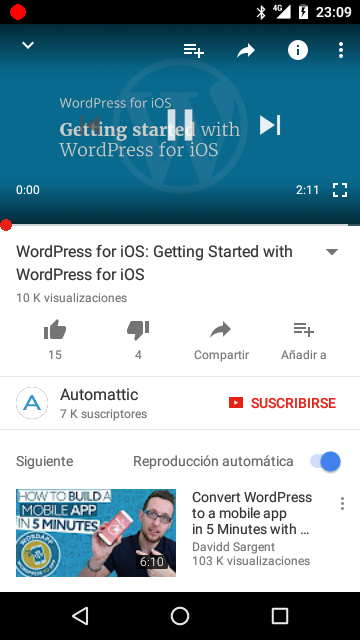 4G
23:09
WordPress for iOS
Getting started with
WordPress for iOS
0:00
2:11
WordPress for iOS: Getting Started with
WordPress for iOS
10 K visualizaciones
15
4
Compartir
Añadir a
Automattic
7 K suscriptores
SUSCRIBIRSE
Siguiente
Reproducción automática
HOW TO BUILD A
MOBILE APP
IN 5 MINUTES
WORDAPP
6:10
Convert WordPress
to a mobile app
in 5 Minutes with ...
Davidd Sargent
103 K visualizaciones